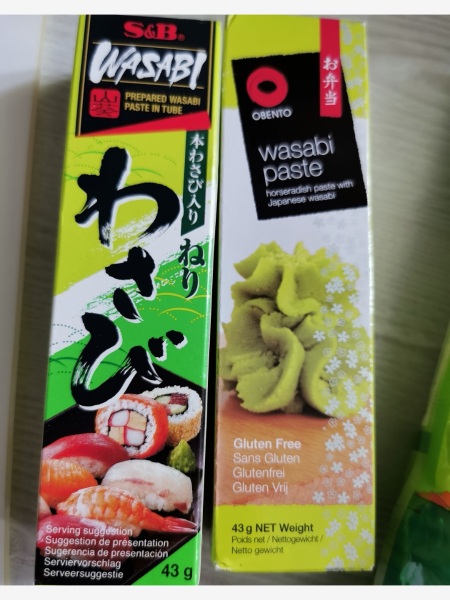 S&B®
WASABI
山葵
PREPARED WASABI
PASTE IN TUBE
本わさび入り
ねり
わさび
Serving suggestion
Suggestion de présentation
Sugerencia de presentación
Serviervorschlag
Serveersuggestie
43 g
お弁当
OBENTO
wasabi
paste
horseradish paste with
Japanese wasabi
Gluten Free
Sans Gluten
Glutenfrei
Gluten Vrij
43 g NET Weight
Poids net / Nettogewicht /
Netto gewicht